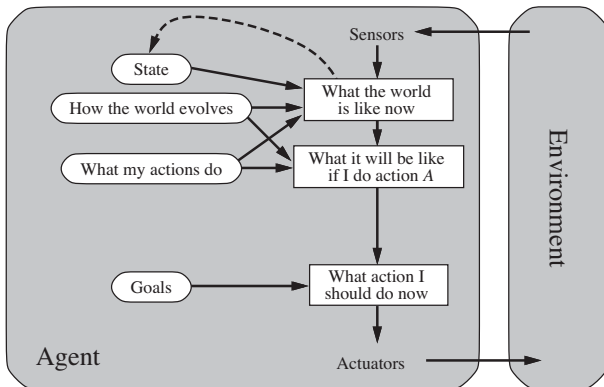 Sensors
State
What the world
is like now
How the world evolves
What it will be like
if I do action A
What my actions do
Environment
Goals
What action I
should do now
Agent
Actuators